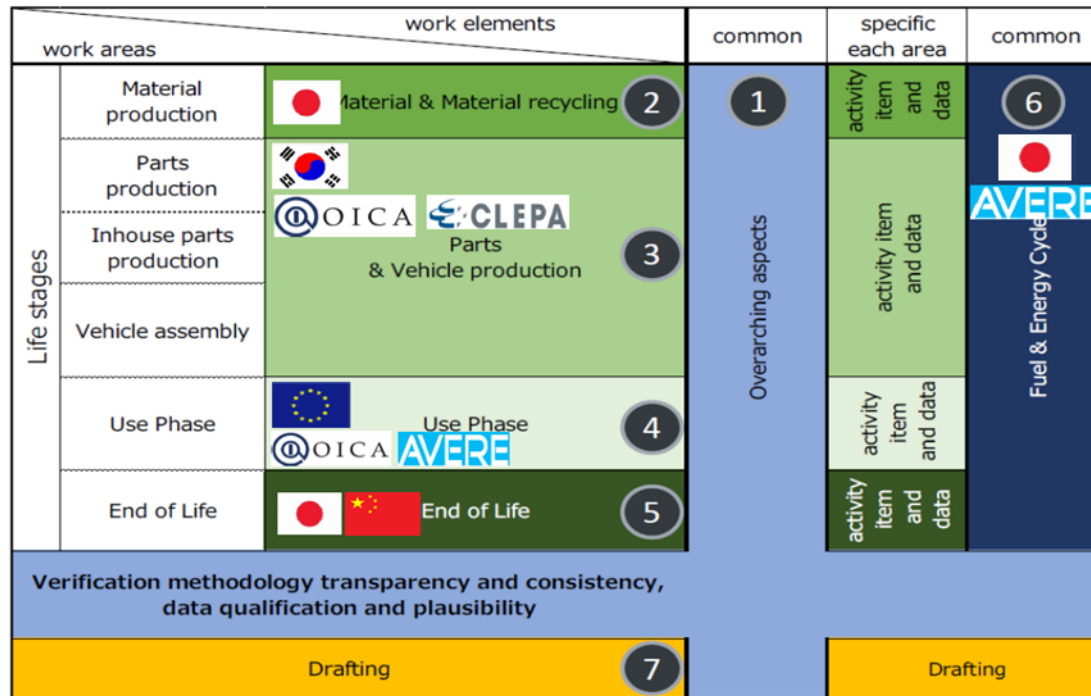 work elements
work areas
common
specific
each area
common
Life stages
Material
production
Material & Material recycling
2
1
activity
item
and
data
6
Parts
production
OICA
CLEPA
AVERE
Inhouse parts
production
Parts
& Vehicle production
3
Overarching aspects
activity item
and data
Fuel & Energy Cycle
Vehicle assembly
Use Phase
Use Phase
OICA
AVERE
4
activity
item
and data
End of Life
End of Life
5
activity
item
and
data
Verification methodology transparency and consistency,
data qualification and plausibility
Drafting
7
Drafting